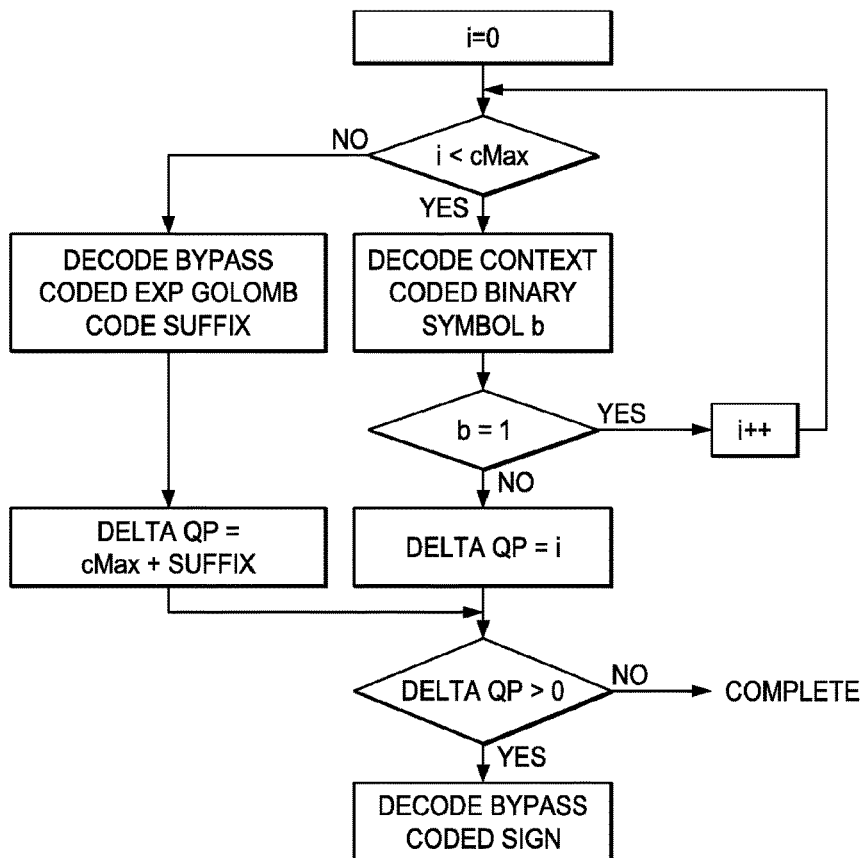 i=0
NO
i < cMax
YES
DECODE BYPASS
CODED EXP GOLOMB
CODE SUFFIX
DECODE CONTEXT
CODED BINARY
SYMBOL b
b = 1
YES
i++
NO
DELTA QP =
cMax + SUFFIX
DELTA QP = i
DELTA QP > 0
NO
COMPLETE
YES
DECODE BYPASS
CODED SIGN